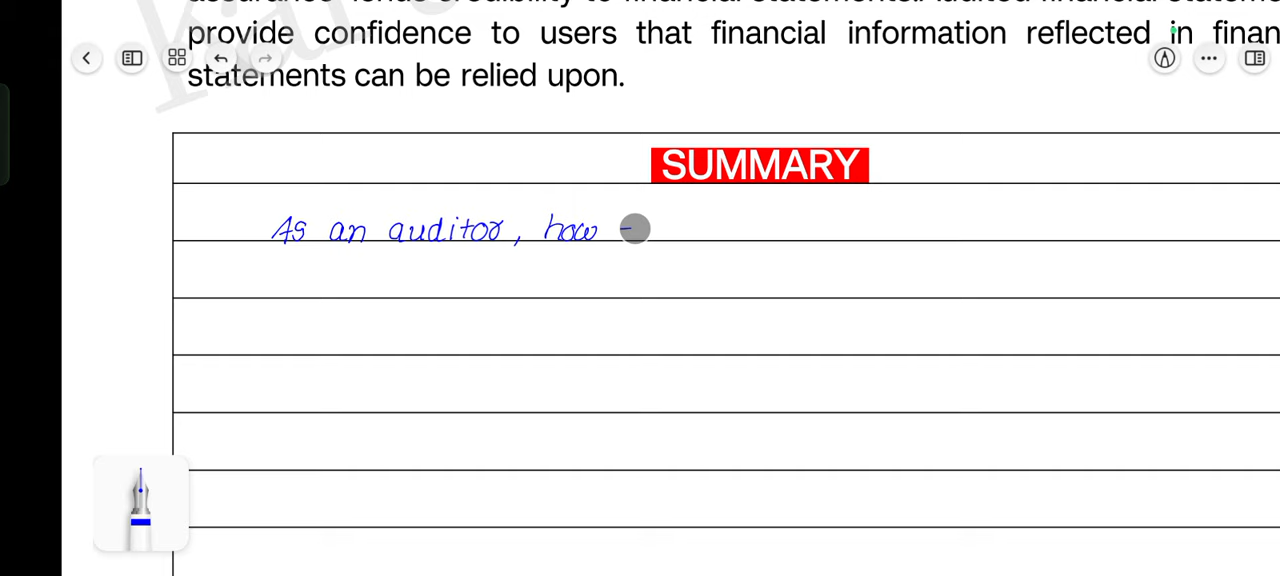 provide confidence to users that financial information reflected in finan
statements can be relied upon.
SUMMARY
As an auditor, how